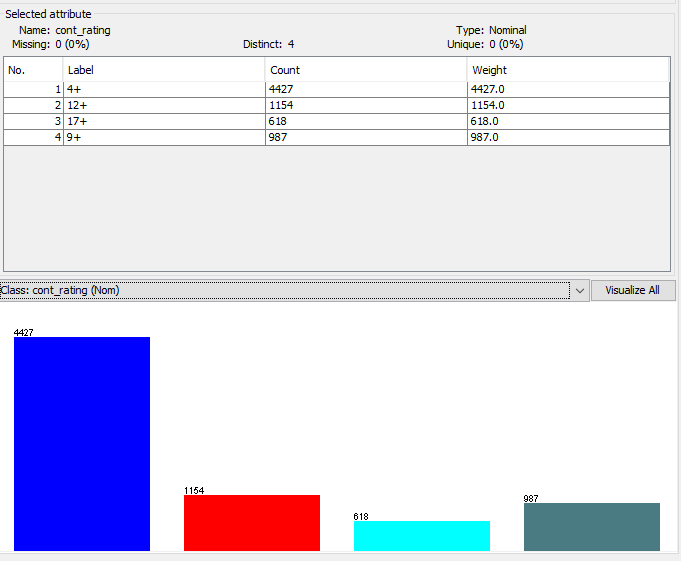 Selected attribute
Name: cont_rating Type: Nominal
Missing: 0 (0%) Distinct: 4 Unique: 0 (0%)
No. Label Count Weight
1 4+ 4427 4427.0
2 12+ 1154 1154.0
3 17+ 618 618.0
4 9+ 987 987.0
Class: cont_rating (Nom) Visualize All
4427
1154
618
987